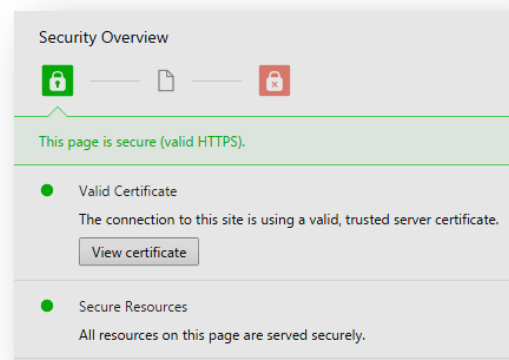 Security Overview
This page is secure (valid HTTPS).
Valid Certificate
The connection to this site is using a valid, trusted server certificate.
View certificate
Secure Resources
All resources on this page are served securely.